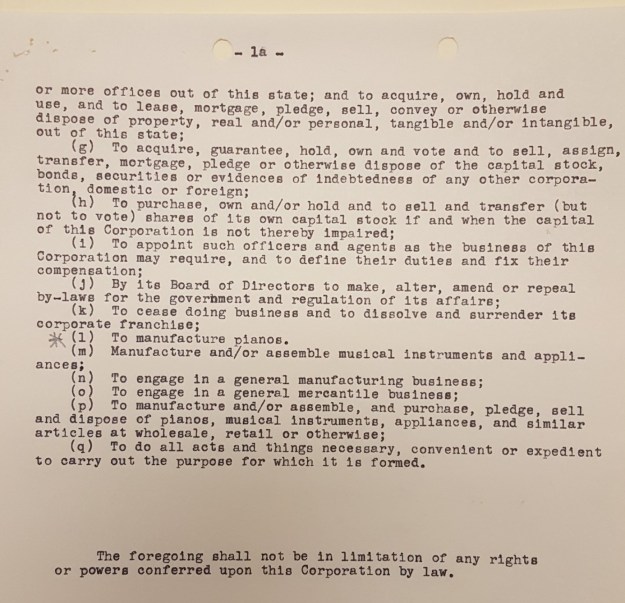 - 1a -
or more offices out of this state; and to acquire, own, hold and
use, and to lease, mortgage, pledge, sell, convey or otherwise
dispose of property, real and/or personal, tangible and/or intangible,
out of this state;
(g) To acquire, guarantee, hold, own and vote and to sell, assign,
transfer, mortgage, pledge or otherwise dispose of the capital stock,
bonds, securities or evidences of indebtedness of any other corpora-
tion, domestic or foreign;
(h) To purchase, own and/or hold and to sell and transfer (but
not to vote) shares of its own capital stock if and when the capital
of this Corporation is not thereby impaired;
(i) To appoint such officers and agents as the business of this
Corporation may require, and to define their duties and fix their
compensation;
(j) By its Board of Directors to make, alter, amend or repeal
by-laws for the government and regulation of its affairs;
(k) To cease doing business and to dissolve and surrender its
corporate franchise;
* (l) To manufacture pianos.
(m) Manufacture and/or assemble musical instruments and appli-
ances;
(n) To engage in a general manufacturing business;
(o) To engage in a general mercantile business;
(p) To manufacture and/or assemble, and purchase, pledge, sell
and dispose of pianos, musical instruments, appliances, and similar
articles at wholesale, retail or otherwise;
(q) To do all acts and things necessary, convenient or expedient
to carry out the purpose for which it is formed.
The foregoing shall not be in limitation of any rights
or powers conferred upon this Corporation by law.